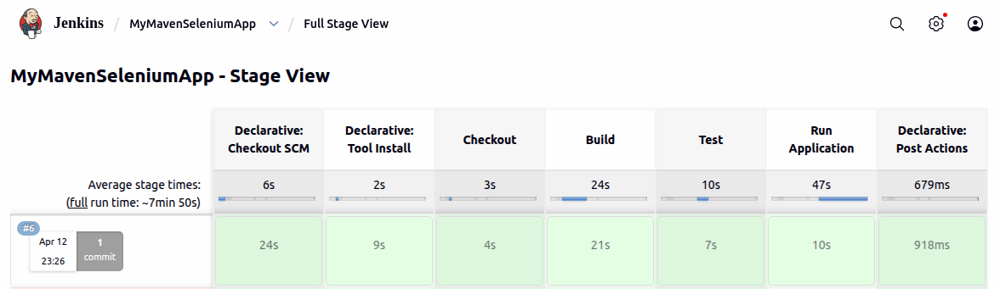 Jenkins / MyMavenSeleniumApp / Full Stage View
MyMavenSeleniumApp - Stage View
Declarative: Checkout SCM
Declarative: Tool Install
Checkout
Build
Test
Run Application
Declarative: Post Actions
Average stage times:
(full run time: ~7min 50s)
6s
2s
3s
24s
10s
47s
679ms
#6
Apr 12
23:26
1
commit
24s
9s
4s
21s
7s
10s
918ms